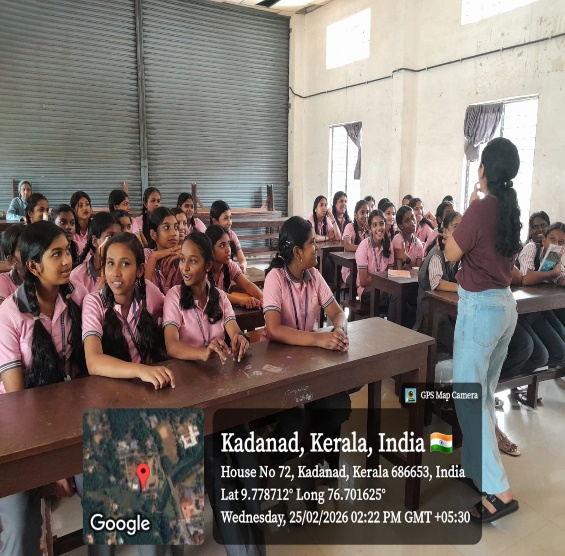 GPS Map Camera
Kadanad, Kerala, India 🇮🇳
House No 72, Kadanad, Kerala 686653, India
Lat 9.778712° Long 76.701625°
Wednesday, 25/02/2026 02:22 PM GMT +05:30
Google